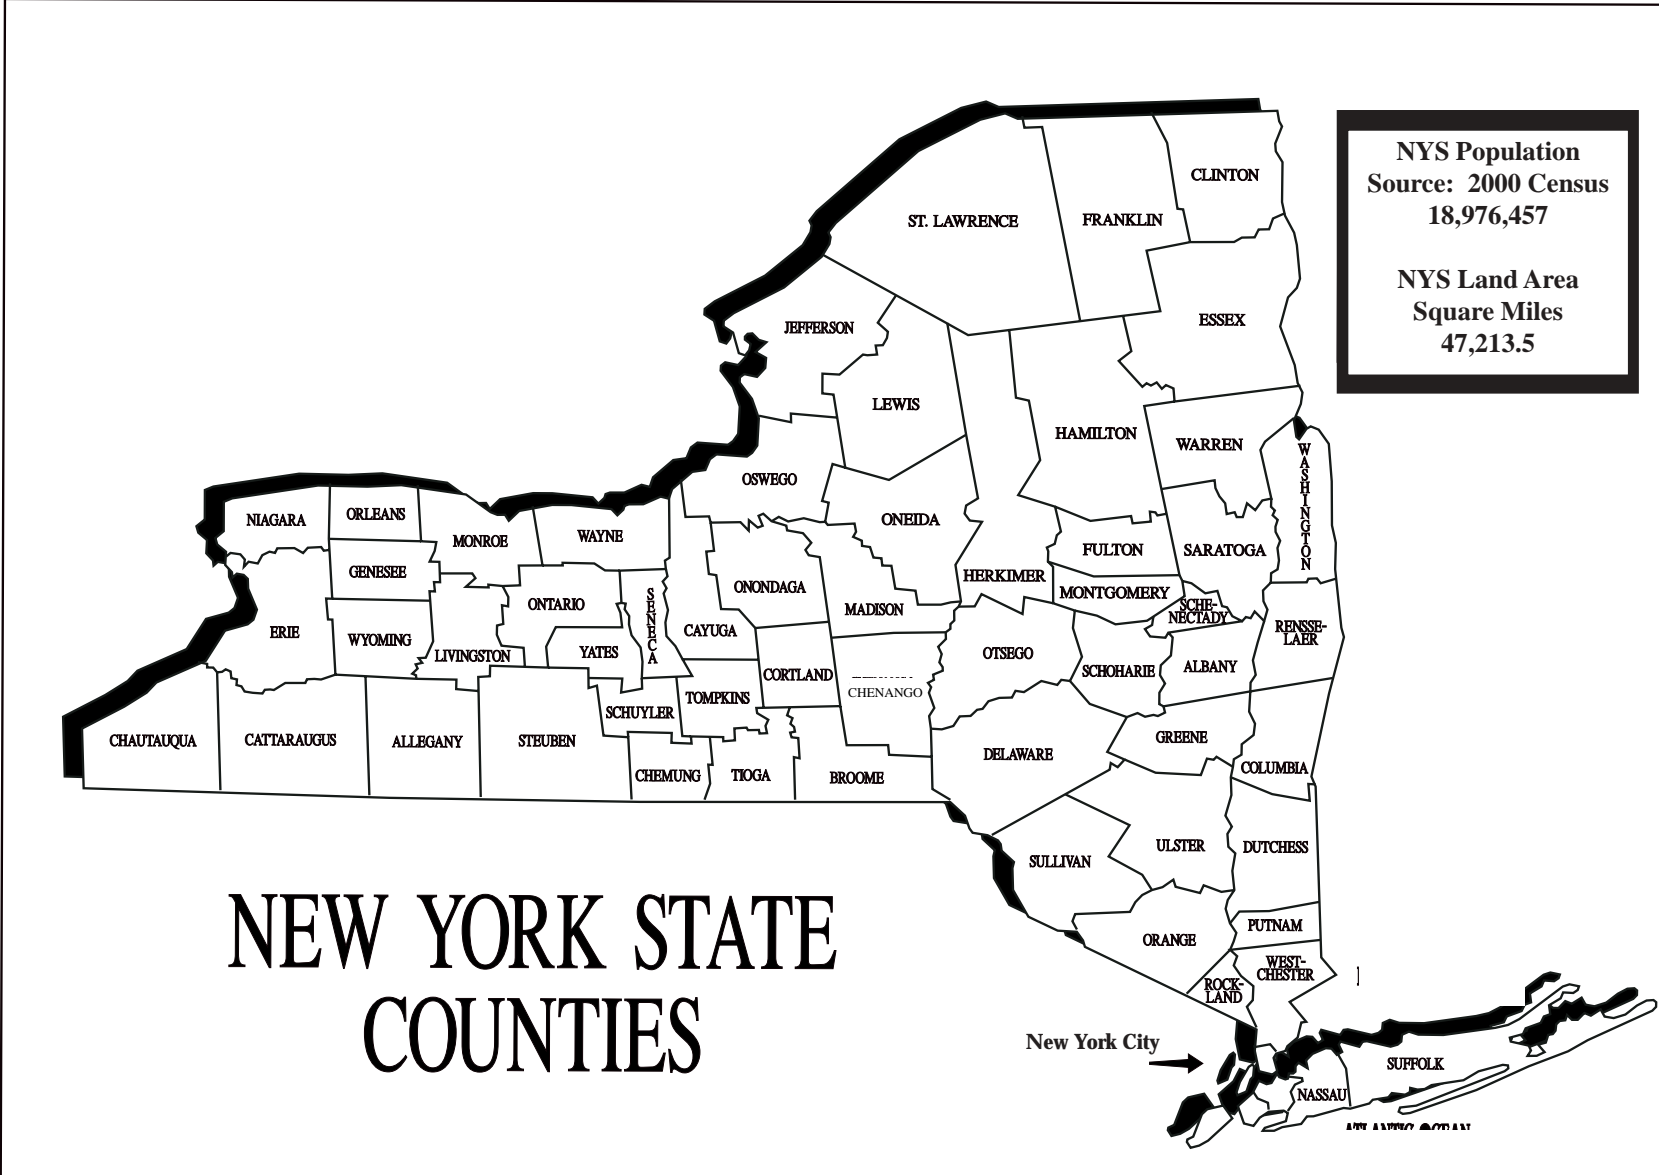 NYS Population
Source: 2000 Census
18,976,457
NYS Land Area
Square Miles
47,213.5
CLINTON
ST. LAWRENCE
FRANKLIN
ESSEX
JEFFERSON
LEWIS
HAMILTON
WARREN
WASHINGTON
OSWEGO
ONEIDA
HERKIMER
FULTON
SARATOGA
MONTGOMERY
SCHE-
NECTADY
NIAGARA
ORLEANS
MONROE
WAYNE
GENESEE
ONTARIO
SENECA
CAYUGA
ONONDAGA
MADISON
ERIE
WYOMING
LIVINGSTON
YATES
CORTLAND
CHENANGO
OTSEGO
SCHOHARIE
ALBANY
RENSSE-
LAER
TOMPKINS
SCHUYLER
CHAUTAUQUA
CATTARAUGUS
ALLEGANY
STEUBEN
CHEMUNG
TIOGA
BROOME
DELAWARE
GREENE
COLUMBIA
SULLIVAN
ULSTER
DUTCHESS
ORANGE
PUTNAM
WEST-
CHESTER
ROCK-
LAND
New York City
SUFFOLK
NASSAU
ATLANTIC OCEAN
NEW YORK STATE
COUNTIES